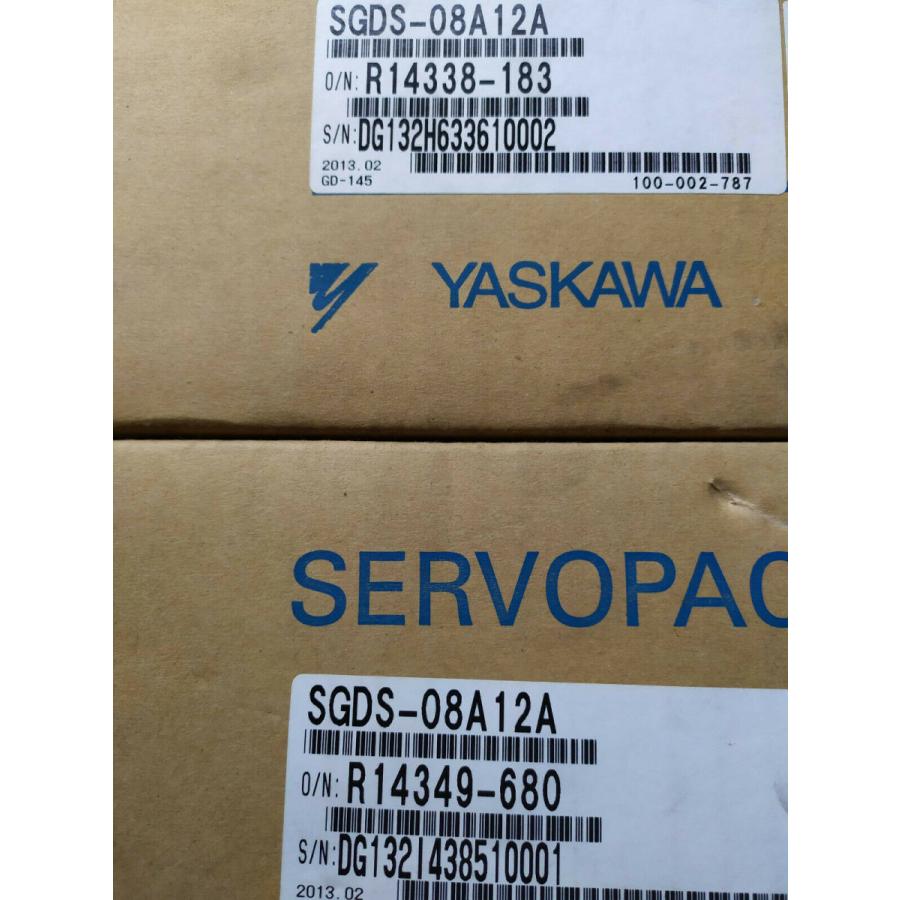 SGDS-08A12A
O/N: R14338-183
S/N: DG132H633610002
2013.02
GD-145 100-002-787
YASKAWA
SERVOPAC
SGDS-08A12A
O/N: R14349-680
S/N: DG132I438510001
2013.02